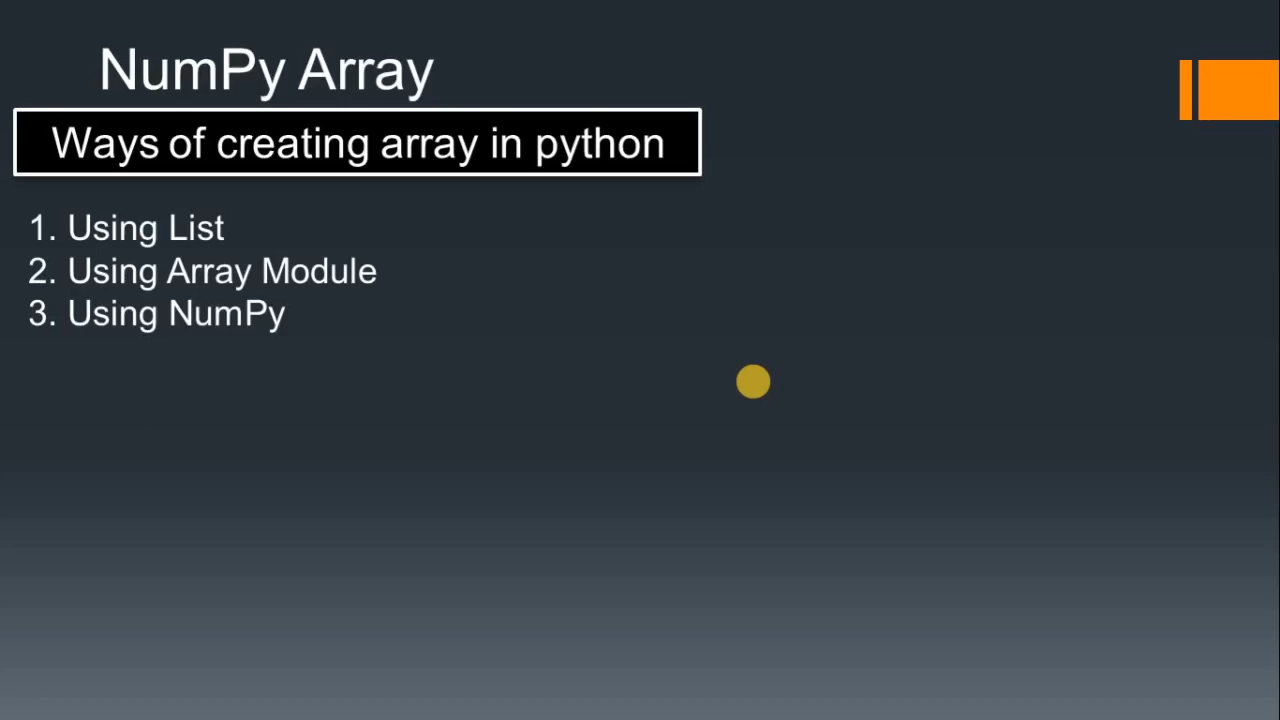 NumPy Array
Ways of creating array in python
1. Using List
2. Using Array Module
3. Using NumPy